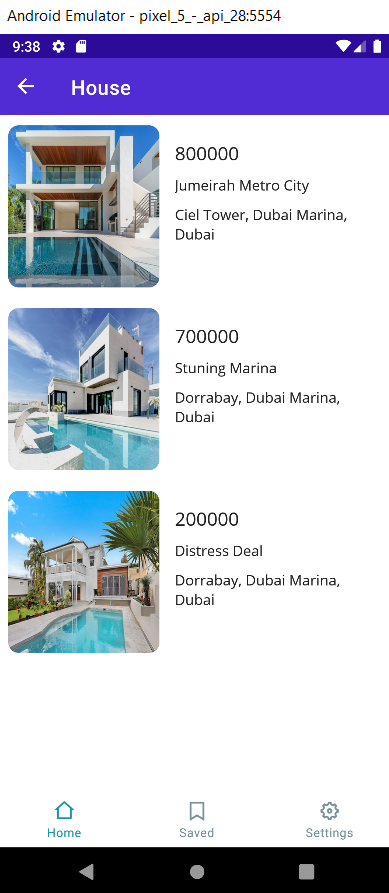 Android Emulator - pixel_5_-_api_28:5554
9:38
House
800000
Jumeirah Metro City
Ciel Tower, Dubai Marina,
Dubai
700000
Stuning Marina
Dorrabay, Dubai Marina,
Dubai
200000
Distress Deal
Dorrabay, Dubai Marina,
Dubai
Home
Saved
Settings